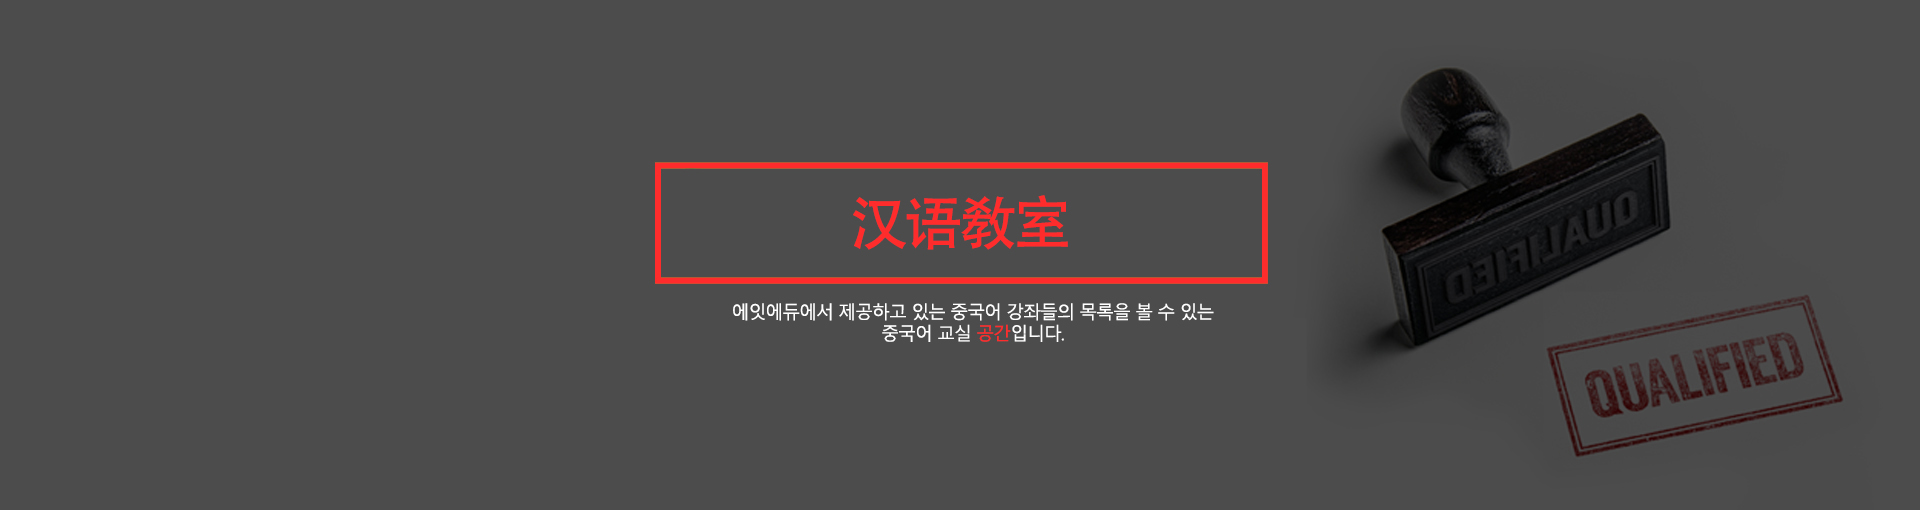 汉语教室
에잇에듀에서 제공하고 있는 중국어 강좌들의 목록을 볼 수 있는
중국어 교실 공간입니다.
QUALIFIED
QUALIFIED